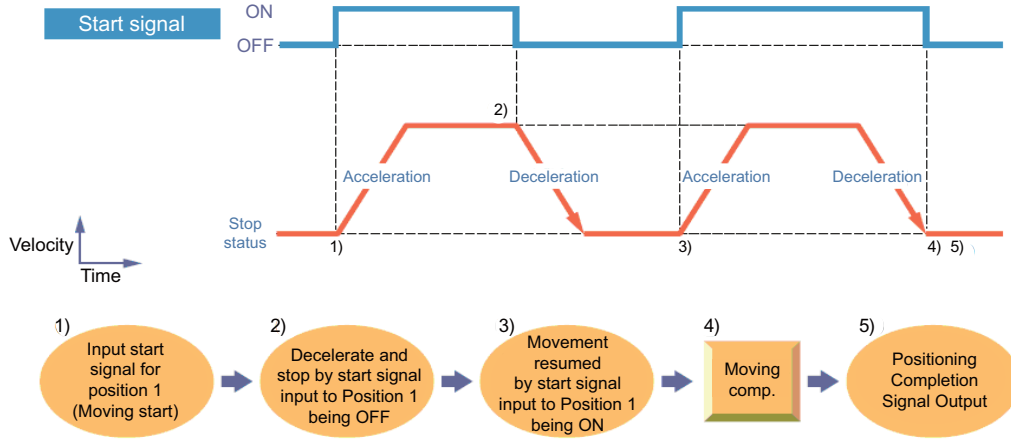 ON
Start signal
OFF
2)
Acceleration
Deceleration
Acceleration
Deceleration
Stop
status
1)
3)
4) 5)
Velocity
Time
1)
Input start
signal for
position 1
(Moving start)
2)
Decelerate and
stop by start signal
input to Position 1
being OFF
3)
Movement
resumed
by start signal
input to Position 1
being ON
4)
Moving
comp.
5)
Positioning
Completion
Signal Output